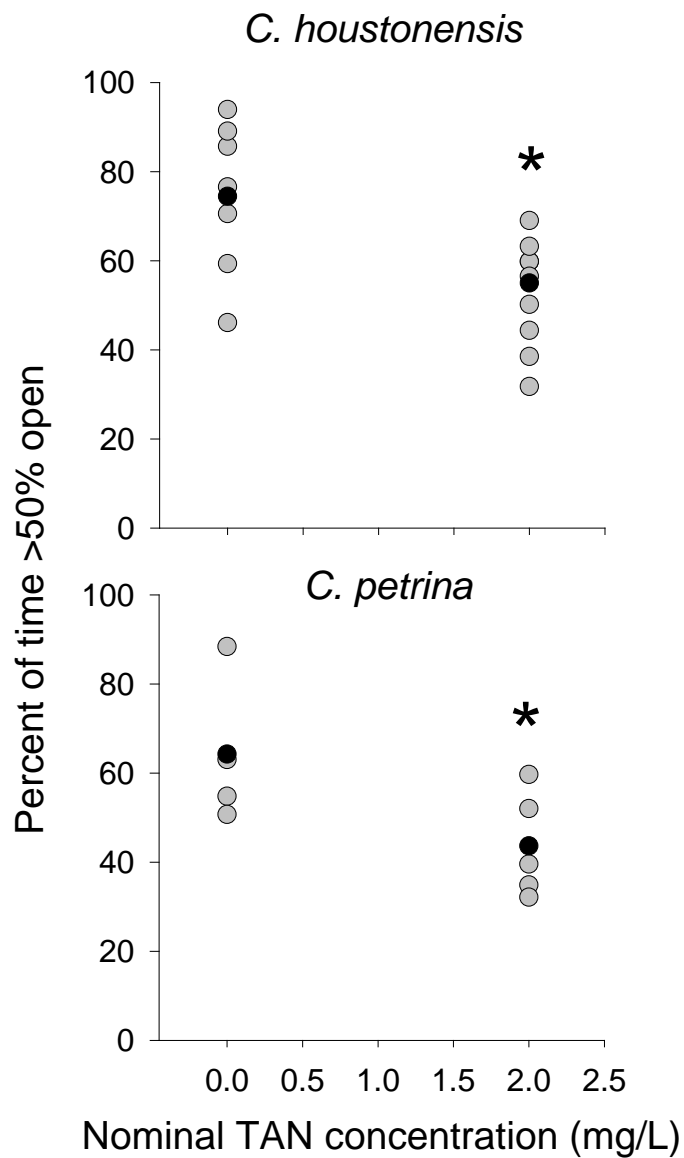 C. houstonensis
100
80
60
40
20
0
*
C. petrina
100
80
60
40
20
0
*
0.0 0.5 1.0 1.5 2.0 2.5
Nominal TAN concentration (mg/L)
Percent of time >50% open